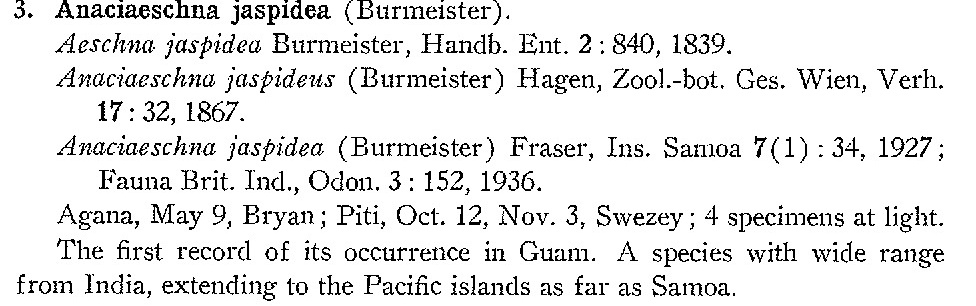 3. Anaciaeschna jaspidea (Burmeister).
Aeschna jaspidea Burmeister, Handb. Ent. 2 : 840, 1839.
Anaciaeschna jaspideus (Burmeister) Hagen, Zool.-bot. Ges. Wien, Verh.
17 : 32, 1867.
Anaciaeschna jaspidea (Burmeister) Fraser, Ins. Samoa 7(1) : 34, 1927;
Fauna Brit. Ind., Odon. 3 : 152, 1936.
Agana, May 9, Bryan; Piti, Oct. 12, Nov. 3, Swezey; 4 specimens at light.
The first record of its occurrence in Guam. A species with wide range
from India, extending to the Pacific islands as far as Samoa.